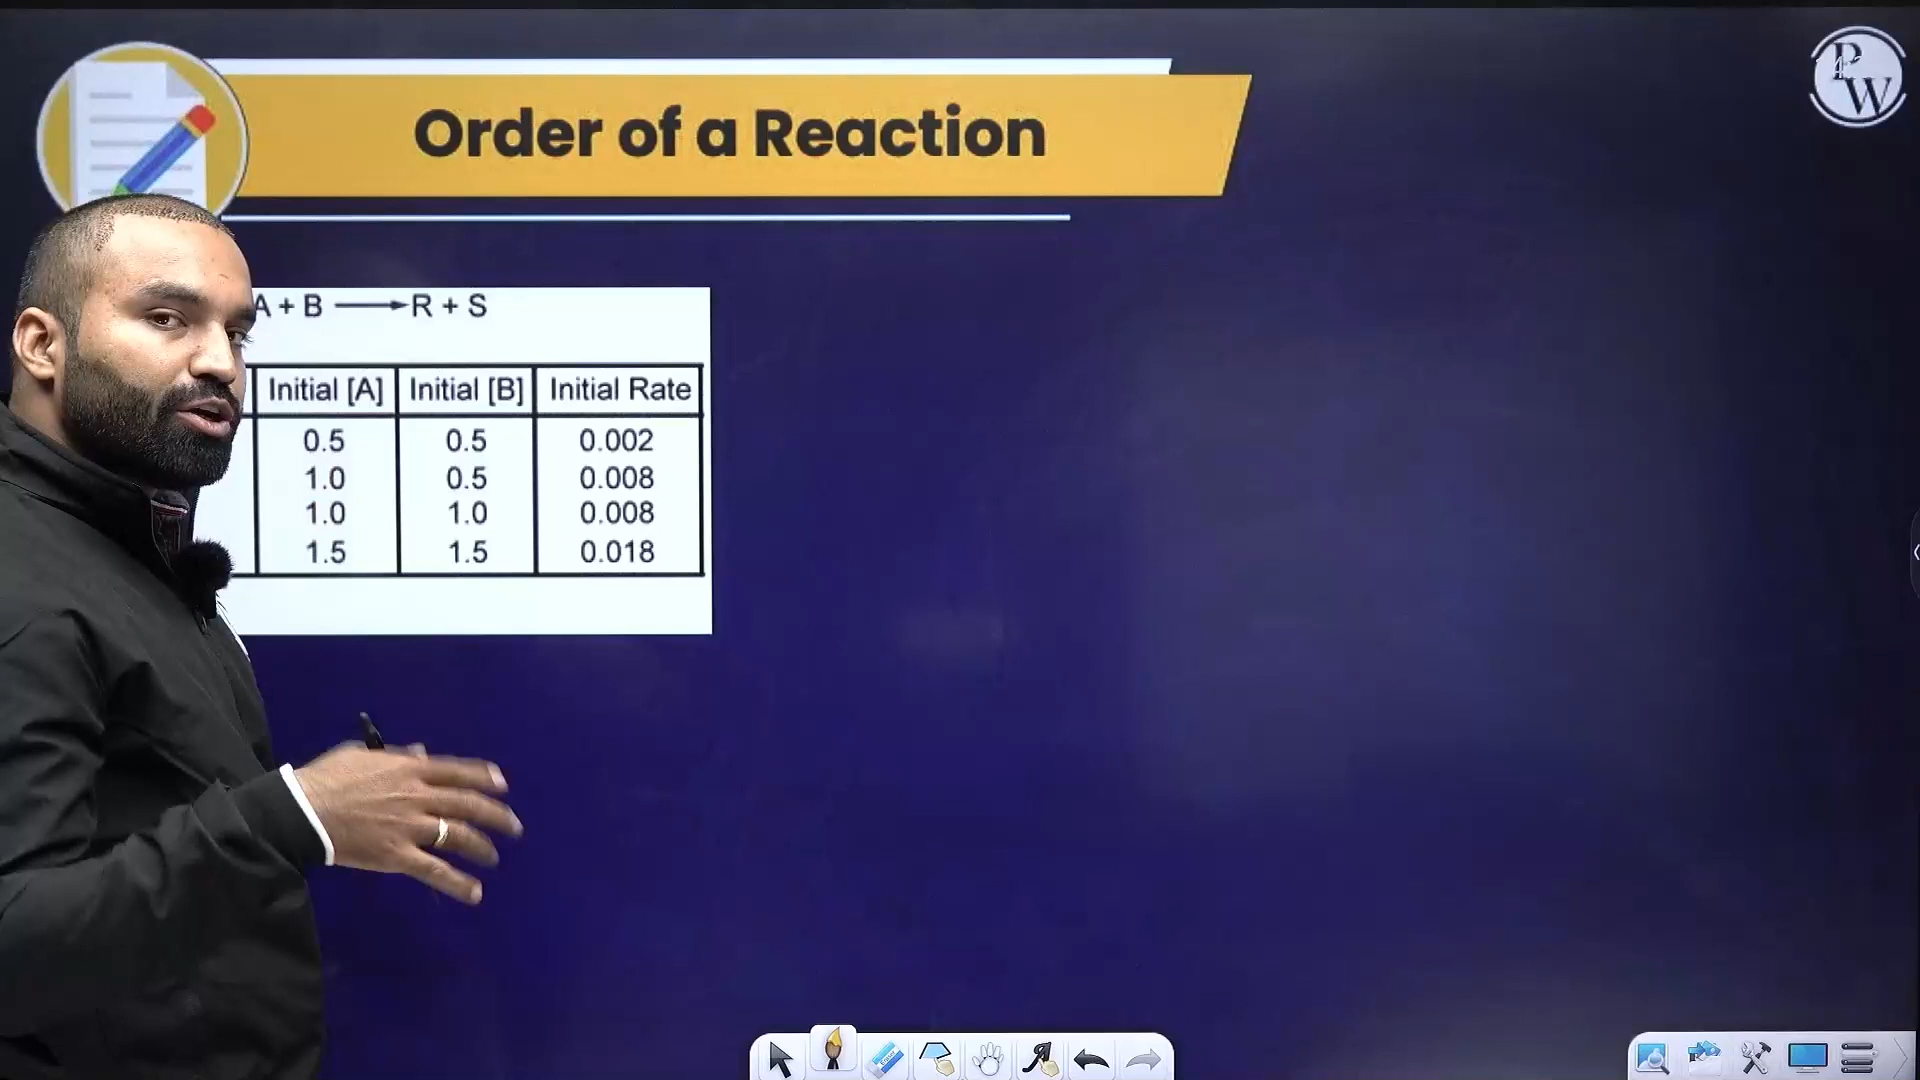 PW
Order of a Reaction
A + B ⟶ R + S
Initial [A] Initial [B] Initial Rate
0.5 0.5 0.002
1.0 0.5 0.008
1.0 1.0 0.008
1.5 1.5 0.018